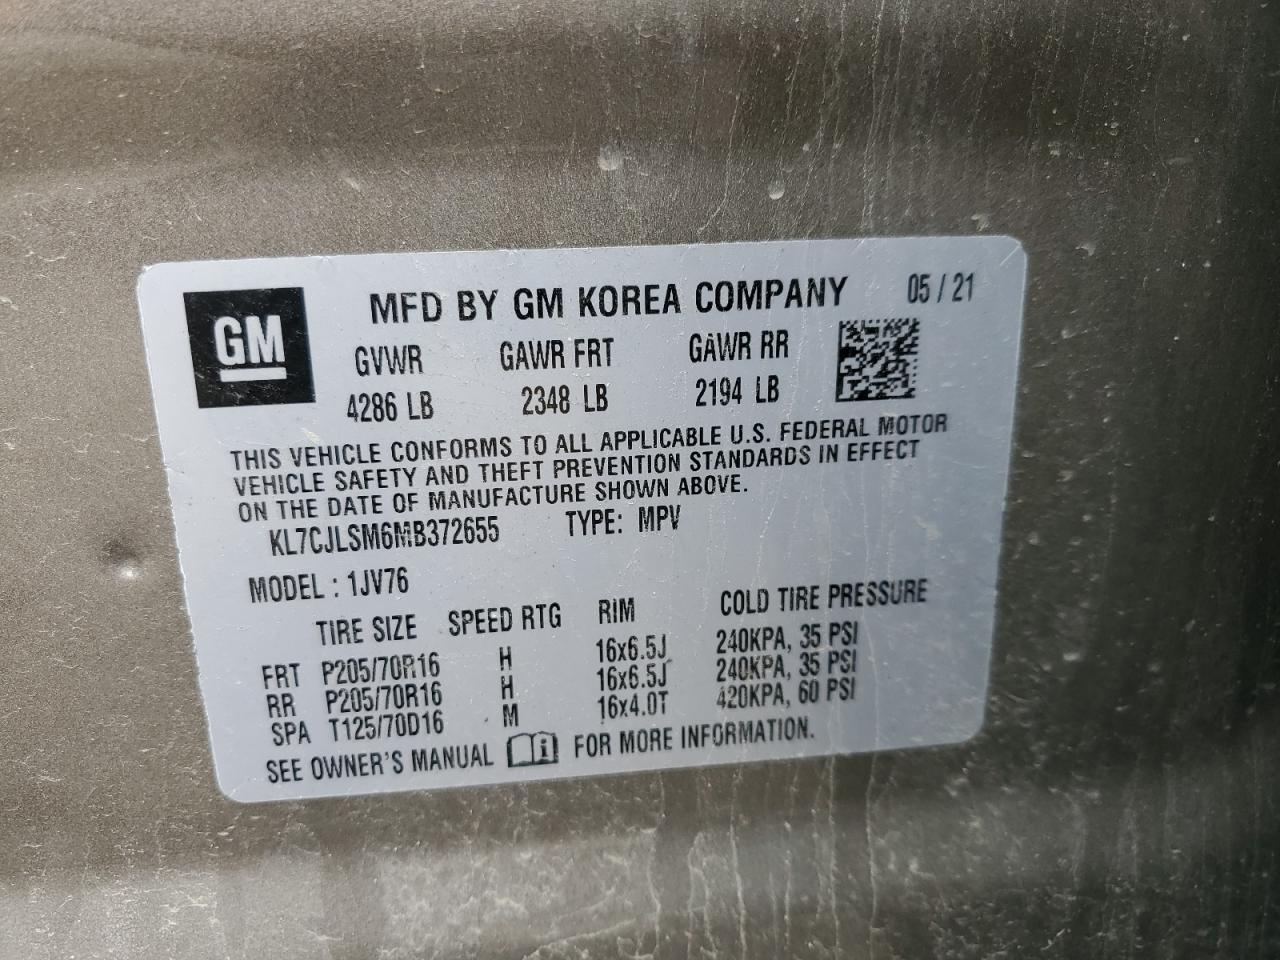 GM
MFD BY GM KOREA COMPANY 05 / 21
GVWR GAWR FRT GAWR RR
4286 LB 2348 LB 2194 LB
THIS VEHICLE CONFORMS TO ALL APPLICABLE U.S. FEDERAL MOTOR
VEHICLE SAFETY AND THEFT PREVENTION STANDARDS IN EFFECT
ON THE DATE OF MANUFACTURE SHOWN ABOVE.
KL7CJLSM6MB372655 TYPE: MPV
MODEL : 1JV76
TIRE SIZE SPEED RTG RIM COLD TIRE PRESSURE
FRT P205/70R16 H 16x6.5J 240KPA, 35 PSI
RR P205/70R16 H 16x6.5J 240KPA, 35 PSI
SPA T125/70D16 M 16x4.0T 420KPA, 60 PSI
SEE OWNER'S MANUAL FOR MORE INFORMATION.